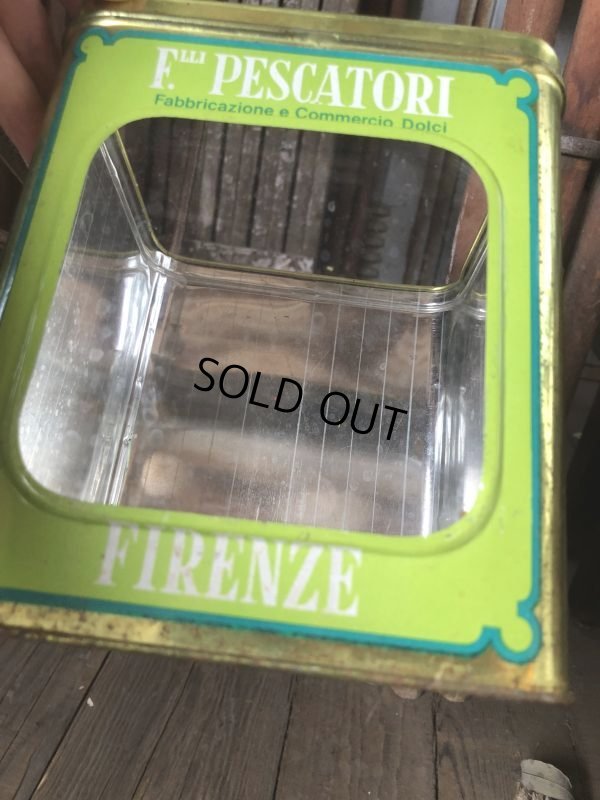 F.LLI PESCATORI
Fabbricazione e Commercio Dolci
SOLD OUT
FIRENZE